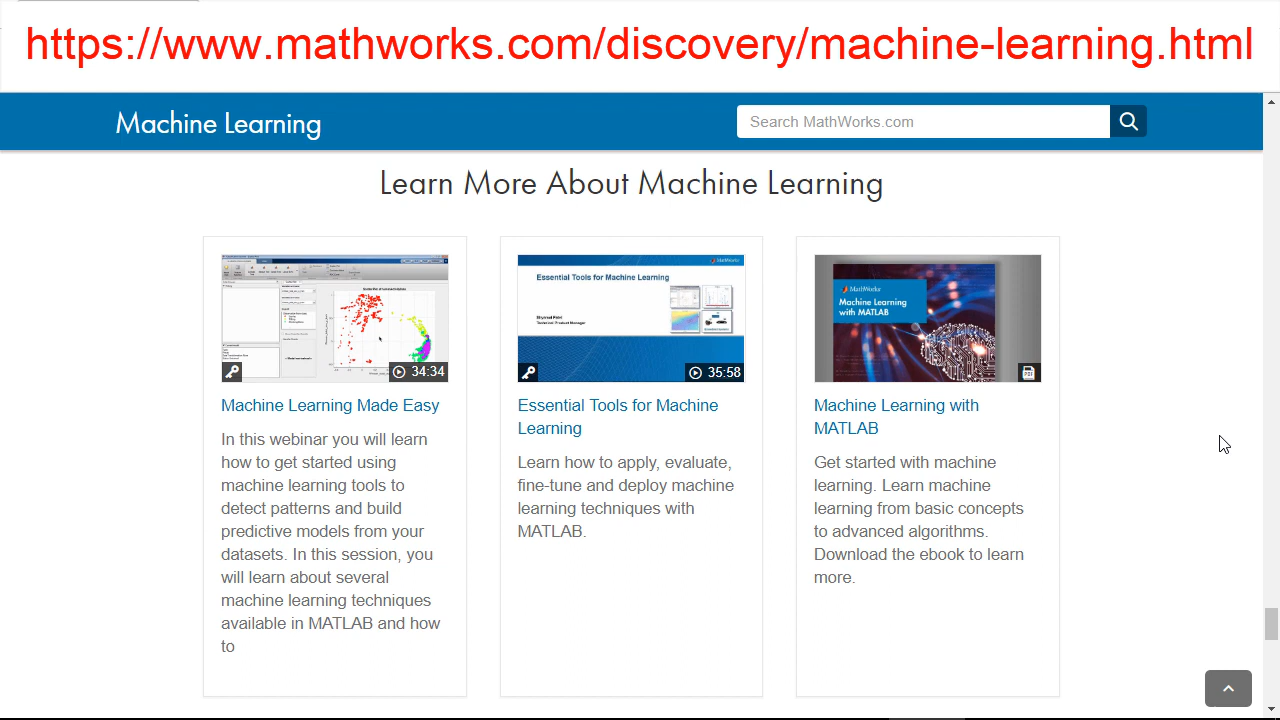 https://www.mathworks.com/discovery/machine-learning.html
Machine Learning
Search MathWorks.com
Learn More About Machine Learning
34:34
Machine Learning Made Easy
In this webinar you will learn
how to get started using
machine learning tools to
detect patterns and build
predictive models from your
datasets. In this session, you
will learn about several
machine learning techniques
available in MATLAB and how
to
MathWorks
Essential Tools for Machine Learning
35:58
Essential Tools for Machine
Learning
Learn how to apply, evaluate,
fine-tune and deploy machine
learning techniques with
MATLAB.
MathWorks
Machine Learning
with MATLAB
PDF
Machine Learning with
MATLAB
Get started with machine
learning. Learn machine
learning from basic concepts
to advanced algorithms.
Download the ebook to learn
more.